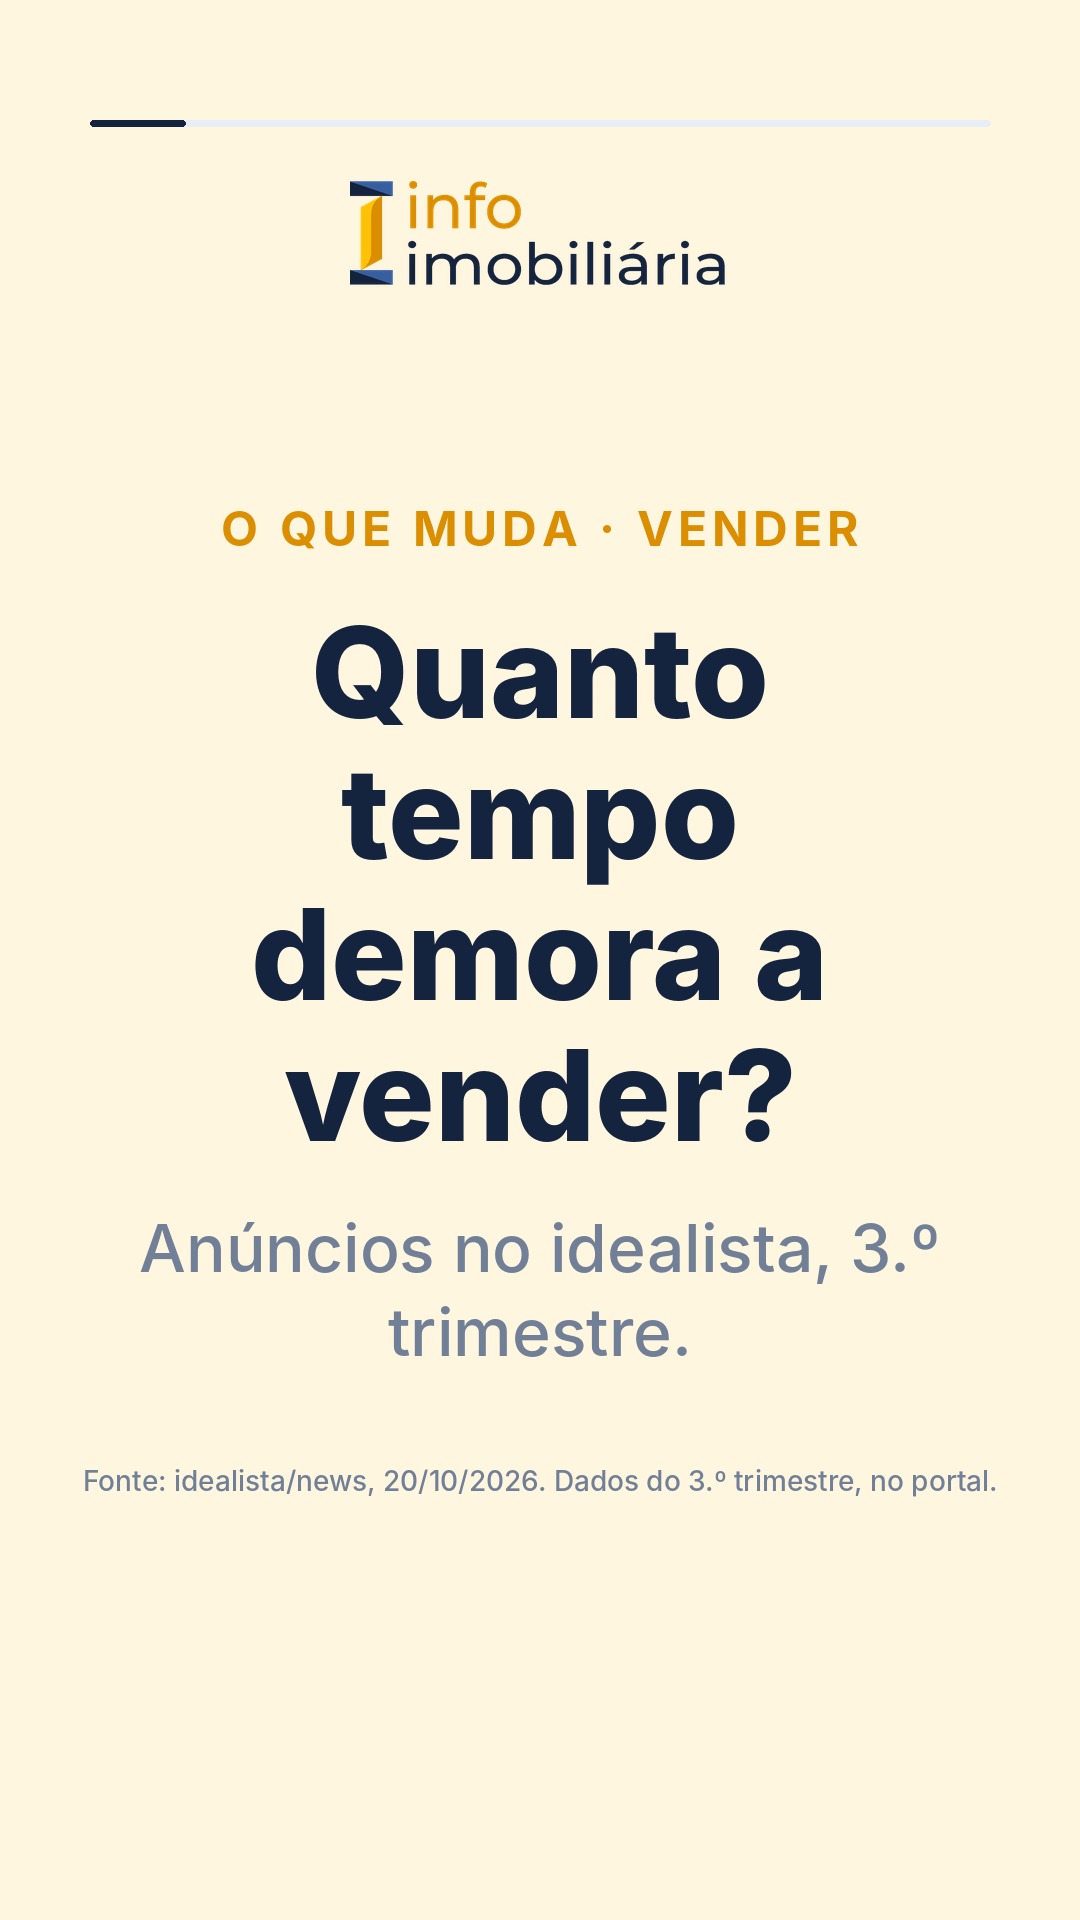 info
imobiliária
O QUE MUDA · VENDER
Quanto
tempo
demora a
vender?
Anúncios no idealista, 3.º
trimestre.
Fonte: idealista/news, 20/10/2026. Dados do 3.º trimestre, no portal.